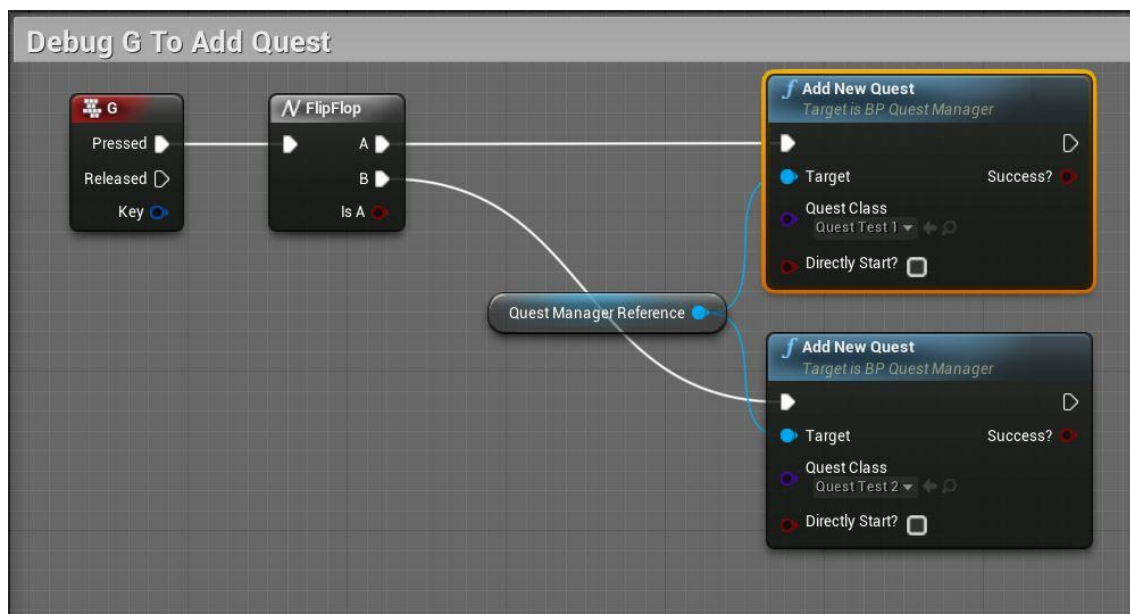 Debug G To Add Quest
G
Pressed
Released
Key
FlipFlop
A
B
Is A
Quest Manager Reference
Add New Quest
Target is BP Quest Manager
Target
Success?
Quest Class
Quest Test 1
Directly Start?
Add New Quest
Target is BP Quest Manager
Target
Success?
Quest Class
Quest Test 2
Directly Start?